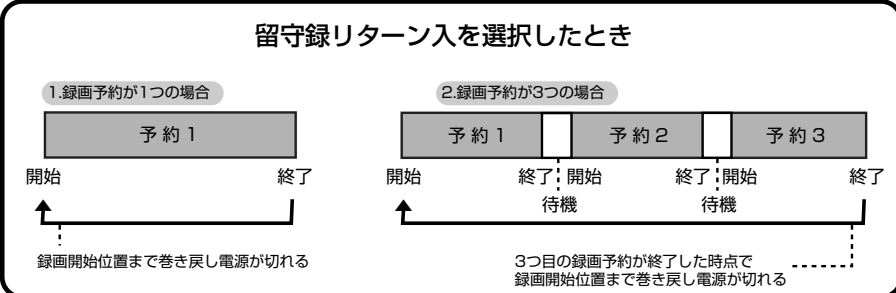 留守録リターン入を選択したとき
1.録画予約が1つの場合
予約1
開始 終了
録画開始位置まで巻き戻し電源が切れる
2.録画予約が3つの場合
予約1 予約2 予約3
開始 終了 開始 終了 開始 終了
待機 待機
3つ目の録画予約が終了した時点で
録画開始位置まで巻き戻し電源が切れる